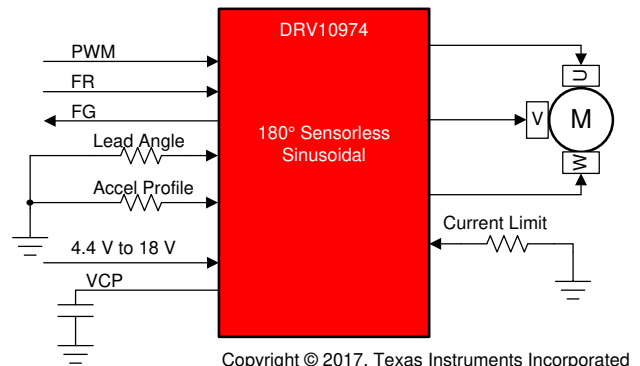 DRV10974
PWM
FR
FG
Lead Angle
Accel Profile
4.4 V to 18 V
VCP
180° Sensorless
Sinusoidal
U
V
M
W
Current Limit
Copyright © 2017, Texas Instruments Incorporated